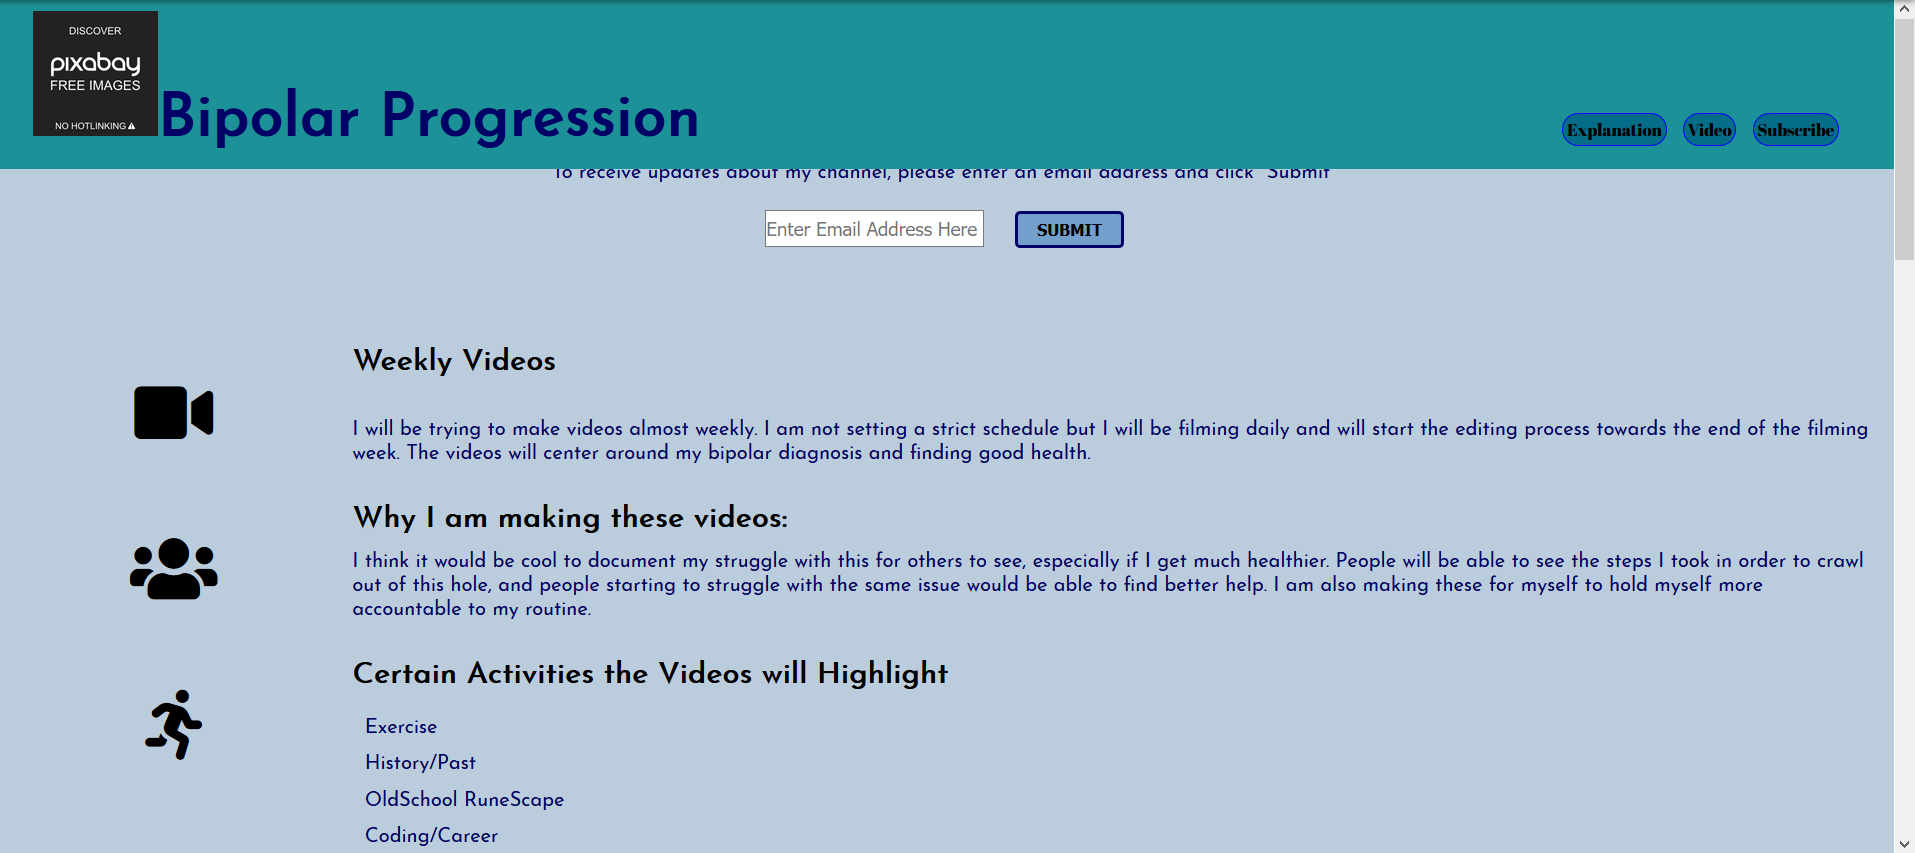 DISCOVER
pixabay
FREE IMAGES
NO HOTLINKING
Bipolar Progression
Explanation
Video
Subscribe
To receive updates about my channel, please enter an email address and click "Submit"
Enter Email Address Here
SUBMIT
Weekly Videos
I will be trying to make videos almost weekly. I am not setting a strict schedule but I will be filming daily and will start the editing process towards the end of the filming
week. The videos will center around my bipolar diagnosis and finding good health.
Why I am making these videos:
I think it would be cool to document my struggle with this for others to see, especially if I get much healthier. People will be able to see the steps I took in order to crawl
out of this hole, and people starting to struggle with the same issue would be able to find better help. I am also making these for myself to hold myself more
accountable to my routine.
Certain Activities the Videos will Highlight
Exercise
History/Past
OldSchool RuneScape
Coding/Career